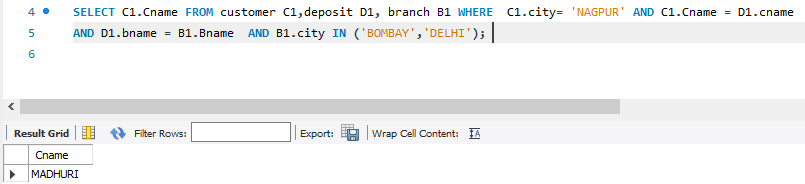 4 SELECT C1.Cname FROM customer C1,deposit D1, branch B1 WHERE  C1.city= 'NAGPUR' AND C1.Cname = D1.cname
5 AND D1.bname = B1.Bname  AND B1.city IN ('BOMBAY','DELHI');
6
Result Grid Filter Rows: Export: Wrap Cell Content: IA
Cname
MADHURI